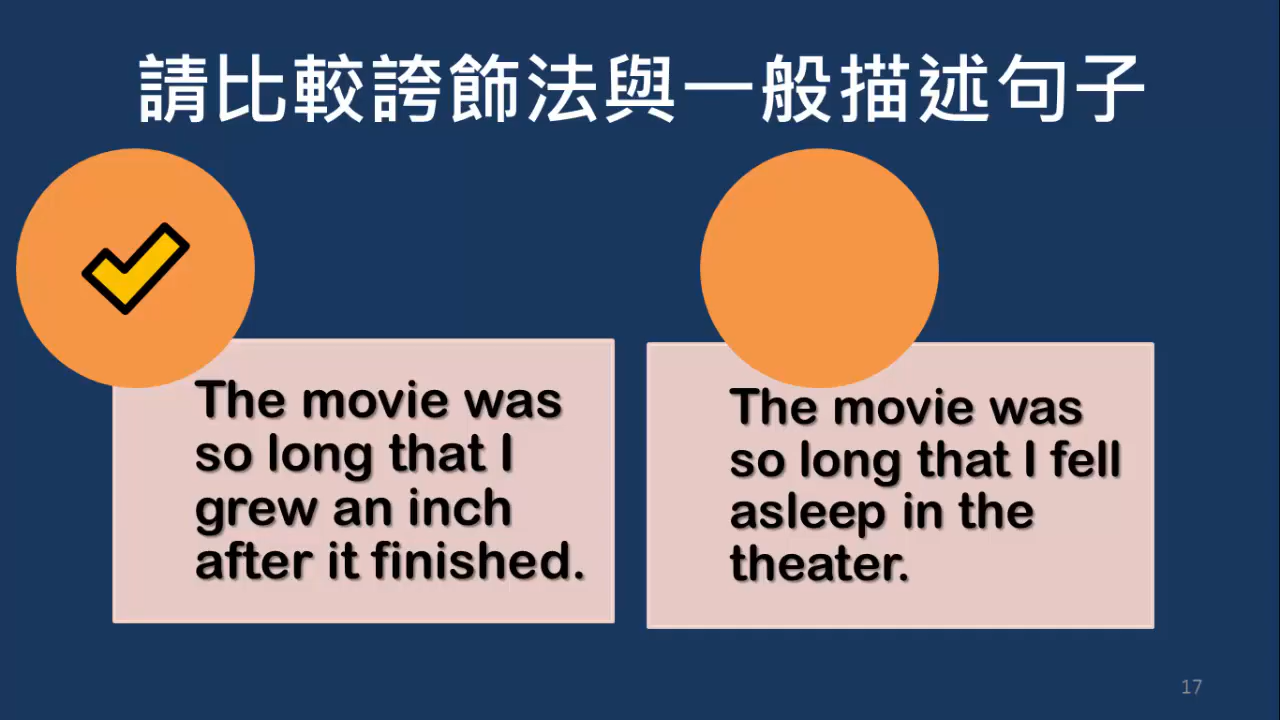 請比較誇飾法與一般描述句子
The movie was
so long that I
grew an inch
after it finished.
The movie was
so long that I fell
asleep in the
theater.
17